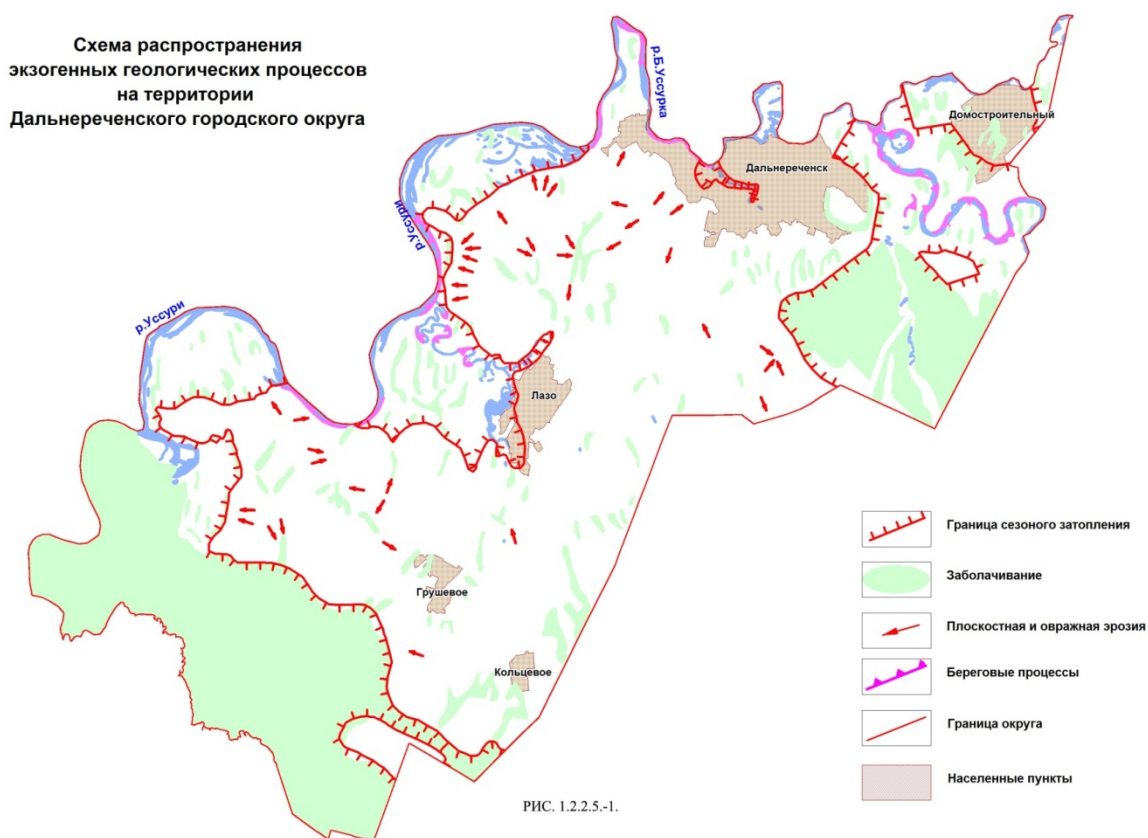 Схема распространения
экзогенных геологических процессов
на территории
Дальнереченского городского округа
р.Б.Уссурка
Домостроительный
Дальнереченск
р.Уссури
р.Уссури
Лазо
Грушевое
Кольцевое
Граница сезоного затопления
Заболачивание
Плоскостная и овражная эрозия
Береговые процессы
Граница округа
Населенные пункты
РИС. 1.2.2.5.-1.